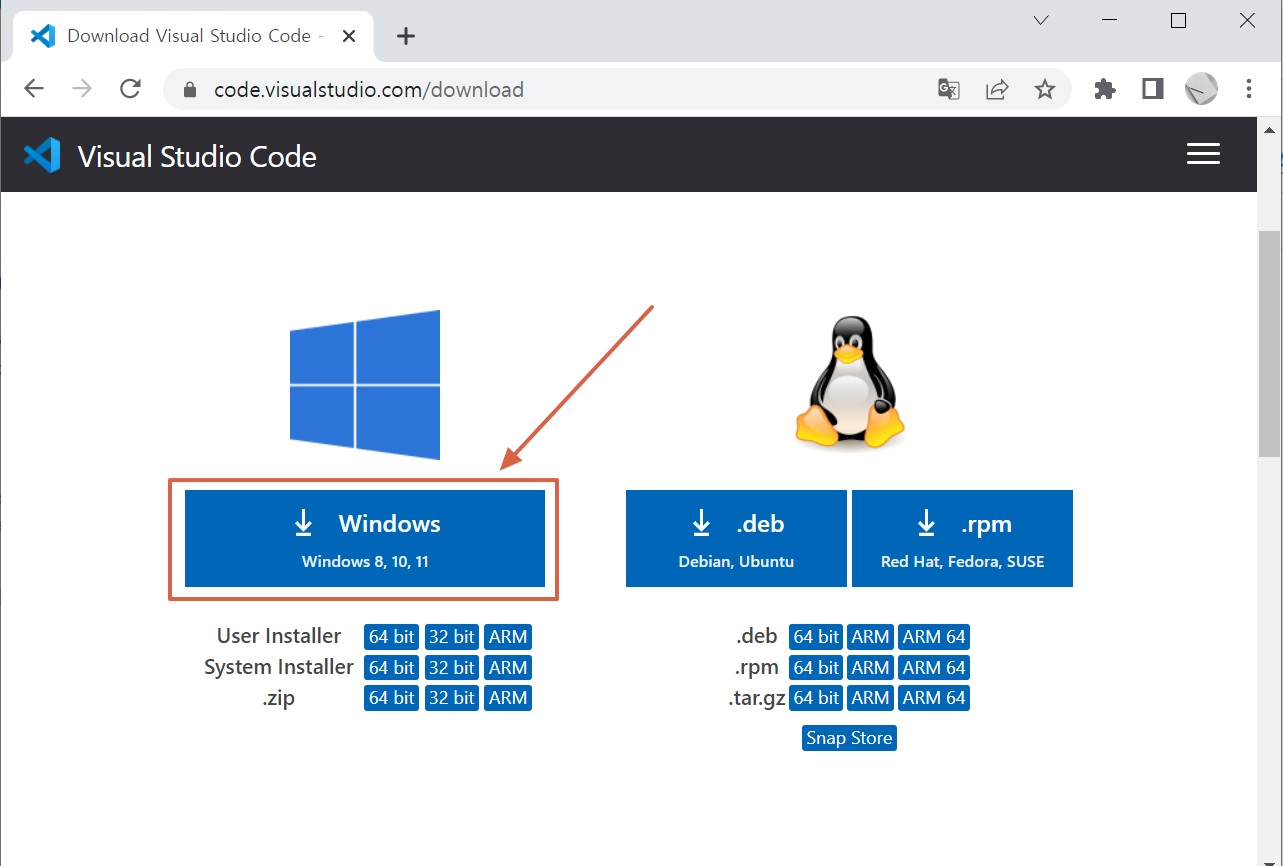 Download Visual Studio Code -
code.visualstudio.com/download
Visual Studio Code
Windows
Windows 8, 10, 11
.deb
Debian, Ubuntu
.rpm
Red Hat, Fedora, SUSE
User Installer 64 bit 32 bit ARM
System Installer 64 bit 32 bit ARM
.zip 64 bit 32 bit ARM
.deb 64 bit ARM ARM 64
.rpm 64 bit ARM ARM 64
.tar.gz 64 bit ARM ARM 64
Snap Store